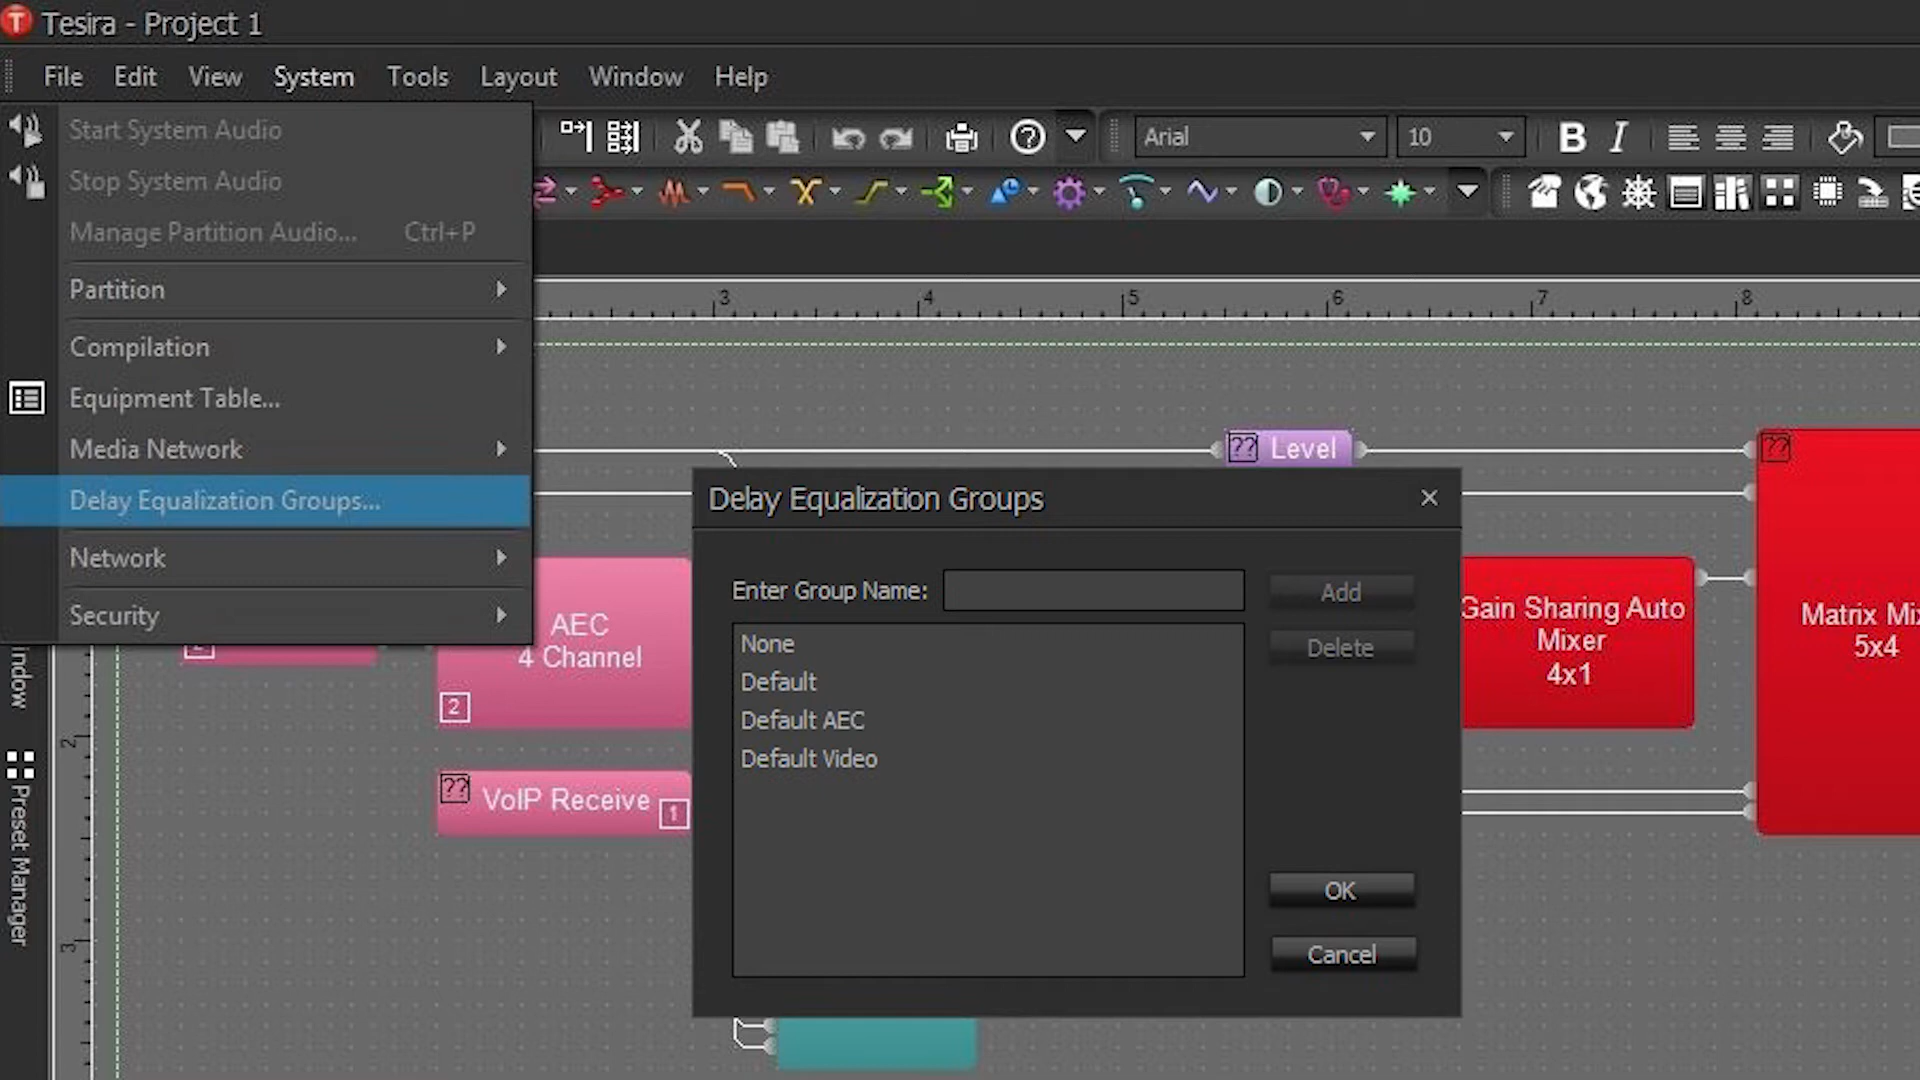 Tesira - Project 1
File Edit View System Tools Layout Window Help
Start System Audio
Stop System Audio
Manage Partition Audio... Ctrl+P
Partition
Compilation
Equipment Table...
Media Network
Delay Equalization Groups...
Network
Security
Arial 10 B I
3 4 5 6 7 8
?? Level
??
Delay Equalization Groups
Enter Group Name:
Add
Delete
None
Default
Default AEC
Default Video
OK
Cancel
AEC
4 Channel
2
?? VoIP Receive 1
Gain Sharing Auto
Mixer
4x1
Matrix Mix
5x4
2
3
Preset Manager